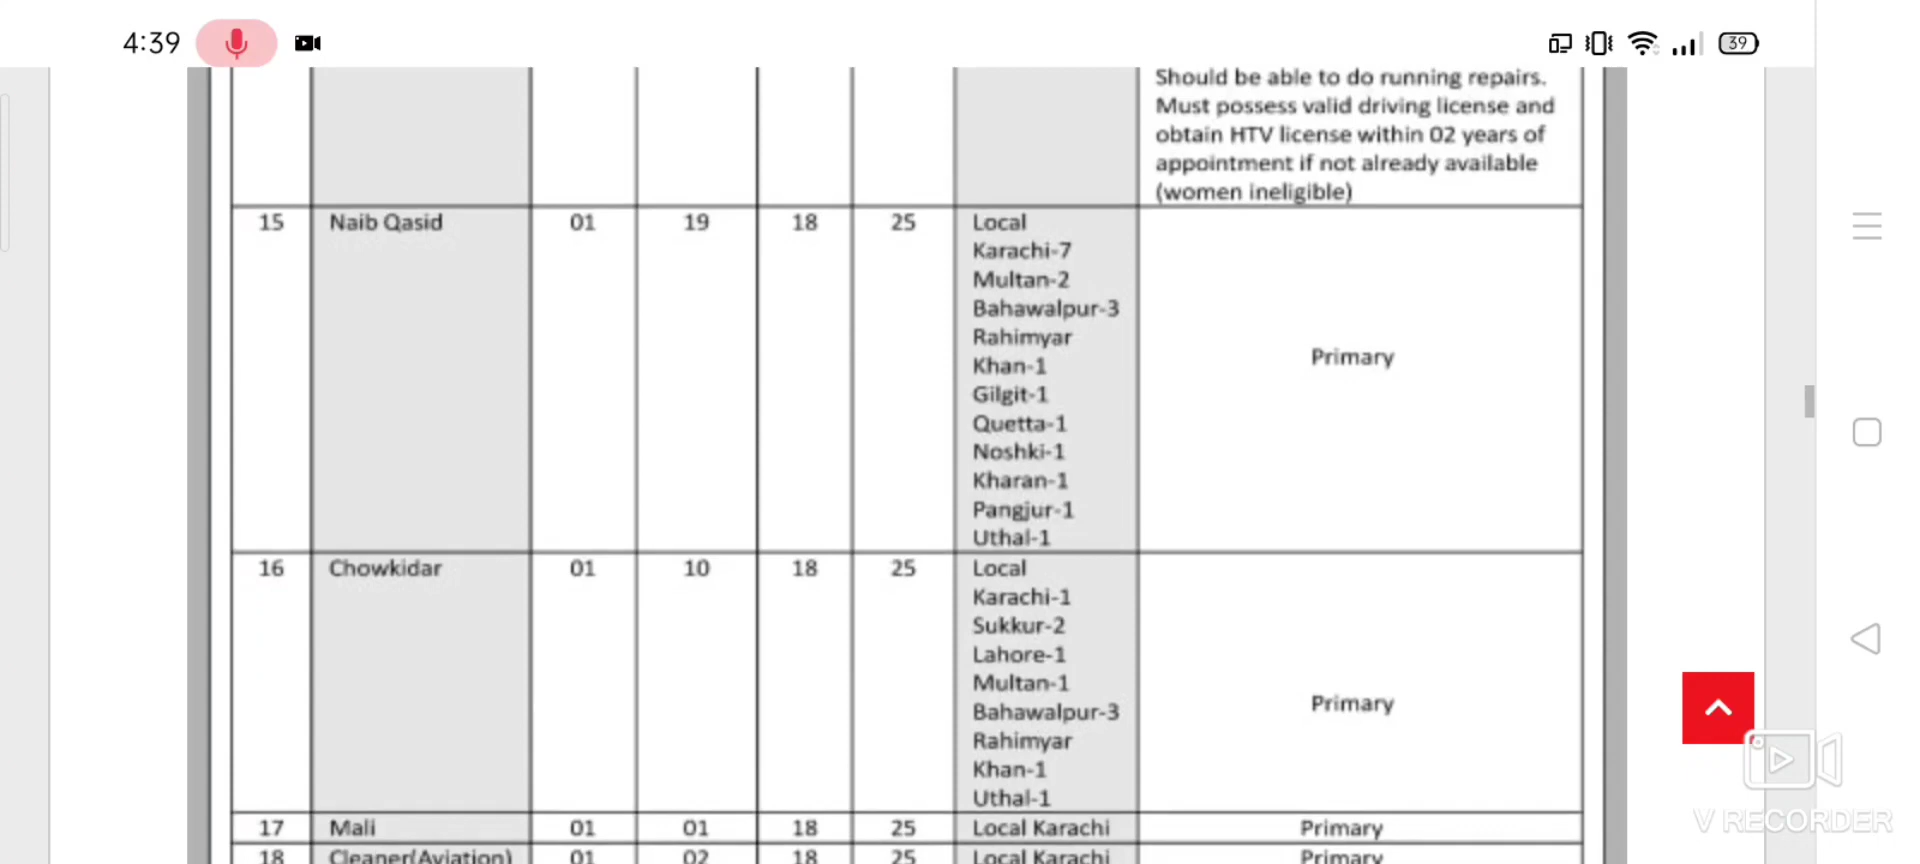 4:39
39
Should be able to do running repairs.
Must possess valid driving license and
obtain HTV license within 02 years of
appointment if not already available
(women ineligible)
15 Naib Qasid 01 19 18 25 Local
Karachi-7
Multan-2
Bahawalpur-3
Rahimyar
Khan-1
Primary
Gilgit-1
Quetta-1
Noshki-1
Kharan-1
Pangjur-1
Uthal-1
16 Chowkidar 01 10 18 25 Local
Karachi-1
Sukkur-2
Lahore-1
Multan-1
Bahawalpur-3
Primary
Rahimyar
Khan-1
Uthal-1
17 Mali 01 01 18 25 Local Karachi Primary
18 Cleaner(Aviation) 01 02 18 25 Local Karachi Primary
V RECORDER